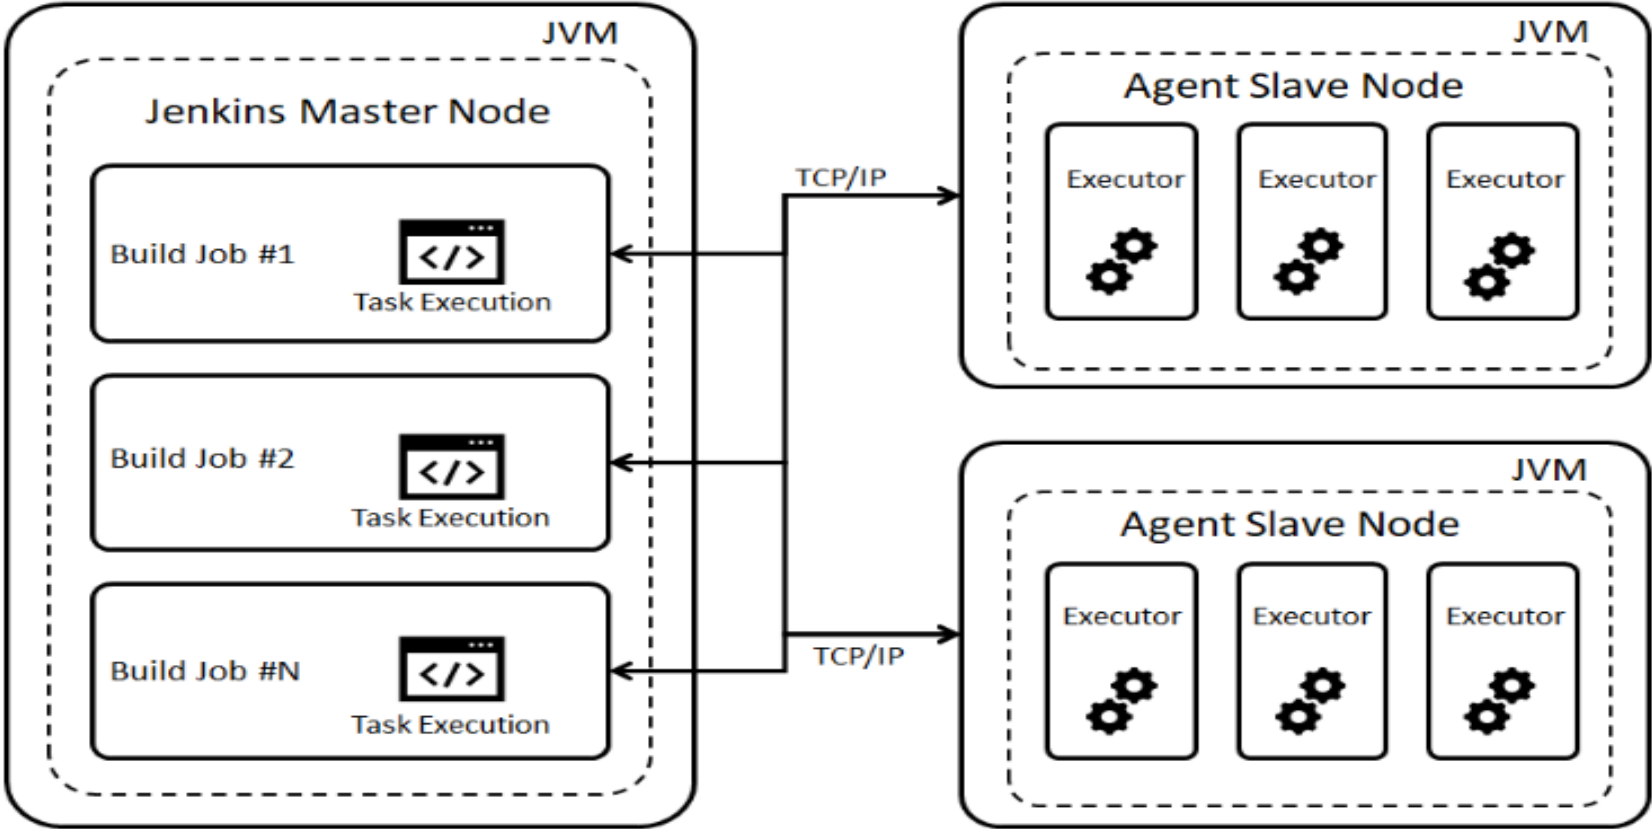 JVM
Jenkins Master Node
Build Job #1
</>
Task Execution
Build Job #2
</>
Task Execution
Build Job #N
</>
Task Execution
TCP/IP
TCP/IP
JVM
Agent Slave Node
Executor
Executor
Executor
JVM
Agent Slave Node
Executor
Executor
Executor